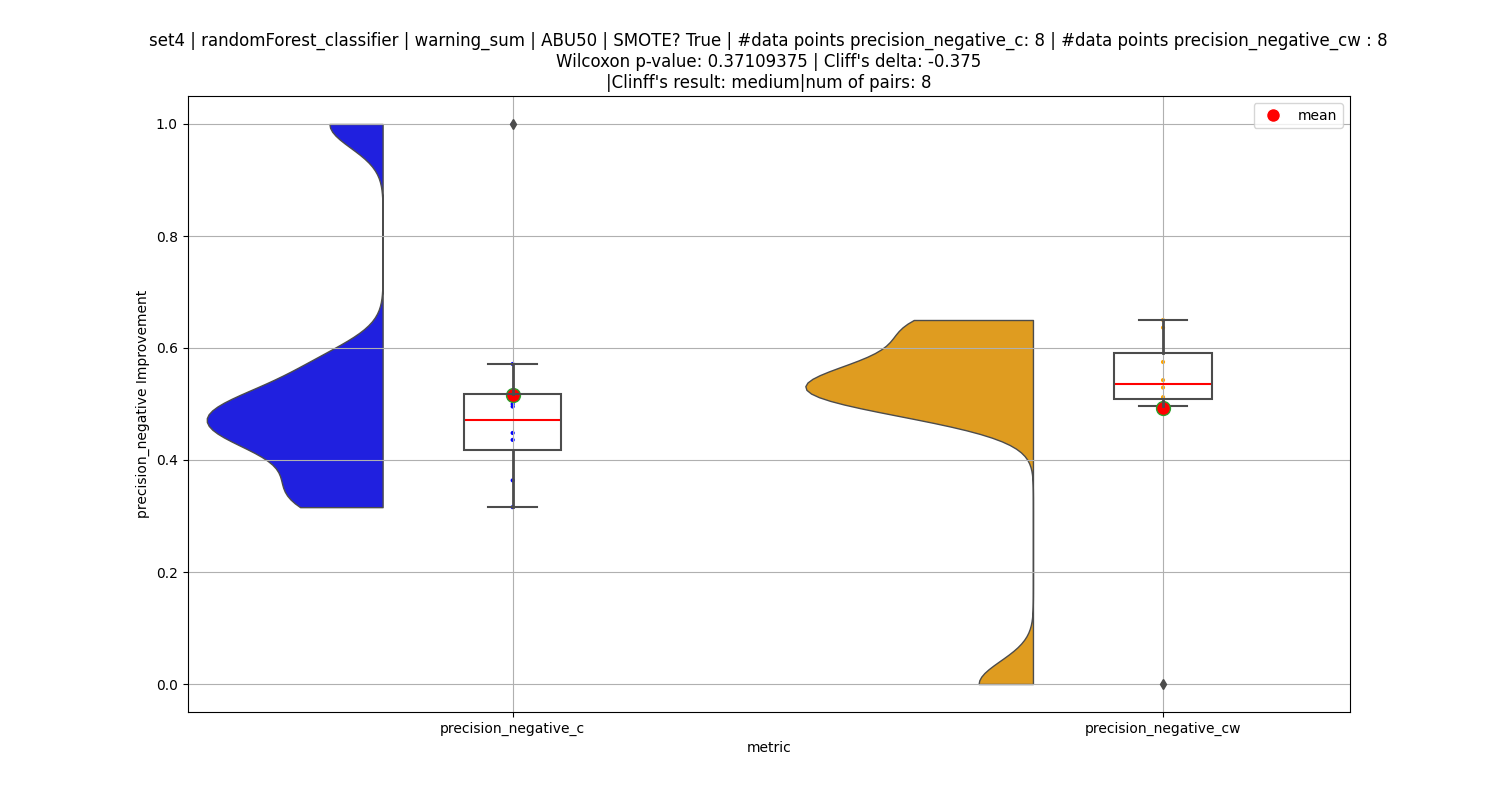 set4 | randomForest_classifier | warning_sum | ABU50 | SMOTE? True | #data points precision_negative_c: 8 | #data points precision_negative_cw : 8
Wilcoxon p-value: 0.37109375 | Cliff's delta: -0.375
|Clinff's result: medium|num of pairs: 8
mean
1.0
0.8
0.6
0.4
0.2
0.0
precision_negative Improvement
precision_negative_c
precision_negative_cw
metric